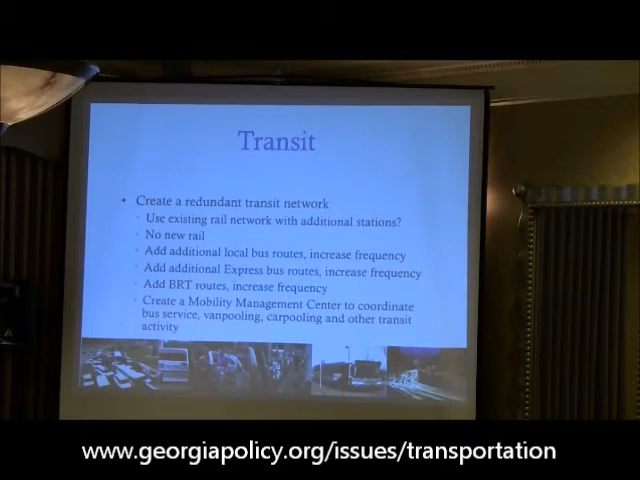 Transit
• Create a redundant transit network
Use existing rail network with additional stations?
No new rail
Add additional local bus routes, increase frequency
Add additional Express bus routes, increase frequency
Add BRT routes, increase frequency
Create a Mobility Management Center to coordinate
bus service, vanpooling, carpooling and other transit
activity
www.georgiapolicy.org/issues/transportation